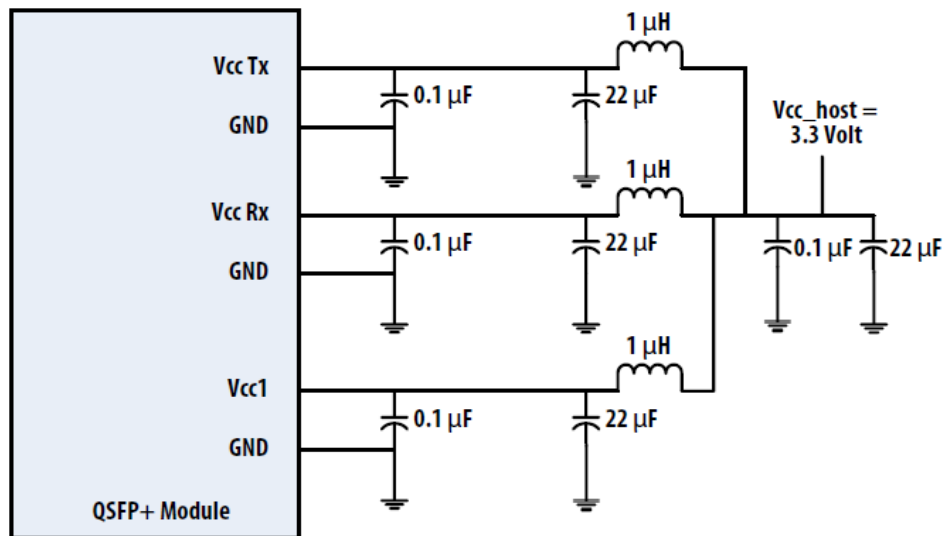 1 μH
Vcc Tx
0.1 μF
22 μF
Vcc_host =
3.3 Volt
GND
1 μH
Vcc Rx
0.1 μF
22 μF
0.1 μF
22 μF
GND
1 μH
Vcc1
0.1 μF
22 μF
GND
QSFP+ Module